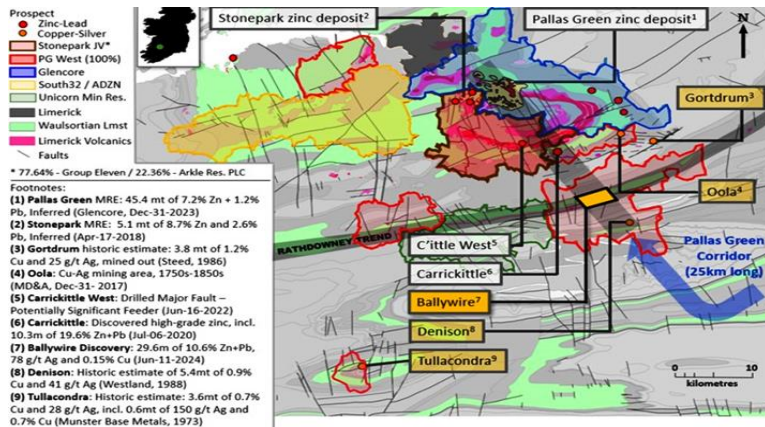 Prospect
Zinc-Lead
Copper-Silver
Stonepark JV*
PG West (100%)
Glencore
South32 / ADZN
Unicorn Min Res.
Limerick
Waulsortian Lmst
Limerick Volcanics
Faults
* 77.64% - Group Eleven / 22.36% - Arkle Res. PLC
Footnotes:
(1) Pallas Green MRE: 45.4 mt of 7.2% Zn + 1.2%
Pb, Inferred (Glencore, Dec-31-2023)
(2) Stonepark MRE: 5.1 mt of 8.7% Zn and 2.6%
Pb, Inferred (Apr-17-2018)
(3) Gortdrum historic estimate: 3.8 mt of 1.2%
Cu and 25 g/t Ag, mined out (Steed, 1986)
(4) Oola: Cu-Ag mining area, 1750s-1850s
(MD&A, Dec-31- 2017)
(5) Carrickittle West: Drilled Major Fault –
Potentially Significant Feeder (Jun-16-2022)
(6) Carrickittle: Discovered high-grade zinc, incl.
10.3m of 19.6% Zn+Pb (Jul-06-2020)
(7) Ballywire Discovery: 29.6m of 10.6% Zn+Pb,
78 g/t Ag and 0.15% Cu (Jun-11-2024)
(8) Denison: Historic estimate of 5.4mt of 0.9%
Cu and 41 g/t Ag (Westland, 1988)
(9) Tullacondra: Historic estimate: 3.6mt of 0.7%
Cu and 28 g/t Ag, incl. 0.6mt of 150 g/t Ag and
0.7% Cu (Munster Base Metals, 1973)
Stonepark zinc deposit²
Pallas Green zinc deposit¹
N
Gortdrum³
Oola⁴
RATHDOWNEY TREND
C'ittle West⁵
Carrickittle⁶
Ballywire⁷
Denison⁸
Tullacondra⁹
Pallas Green
Corridor
(25km long)
0 10
kilometres